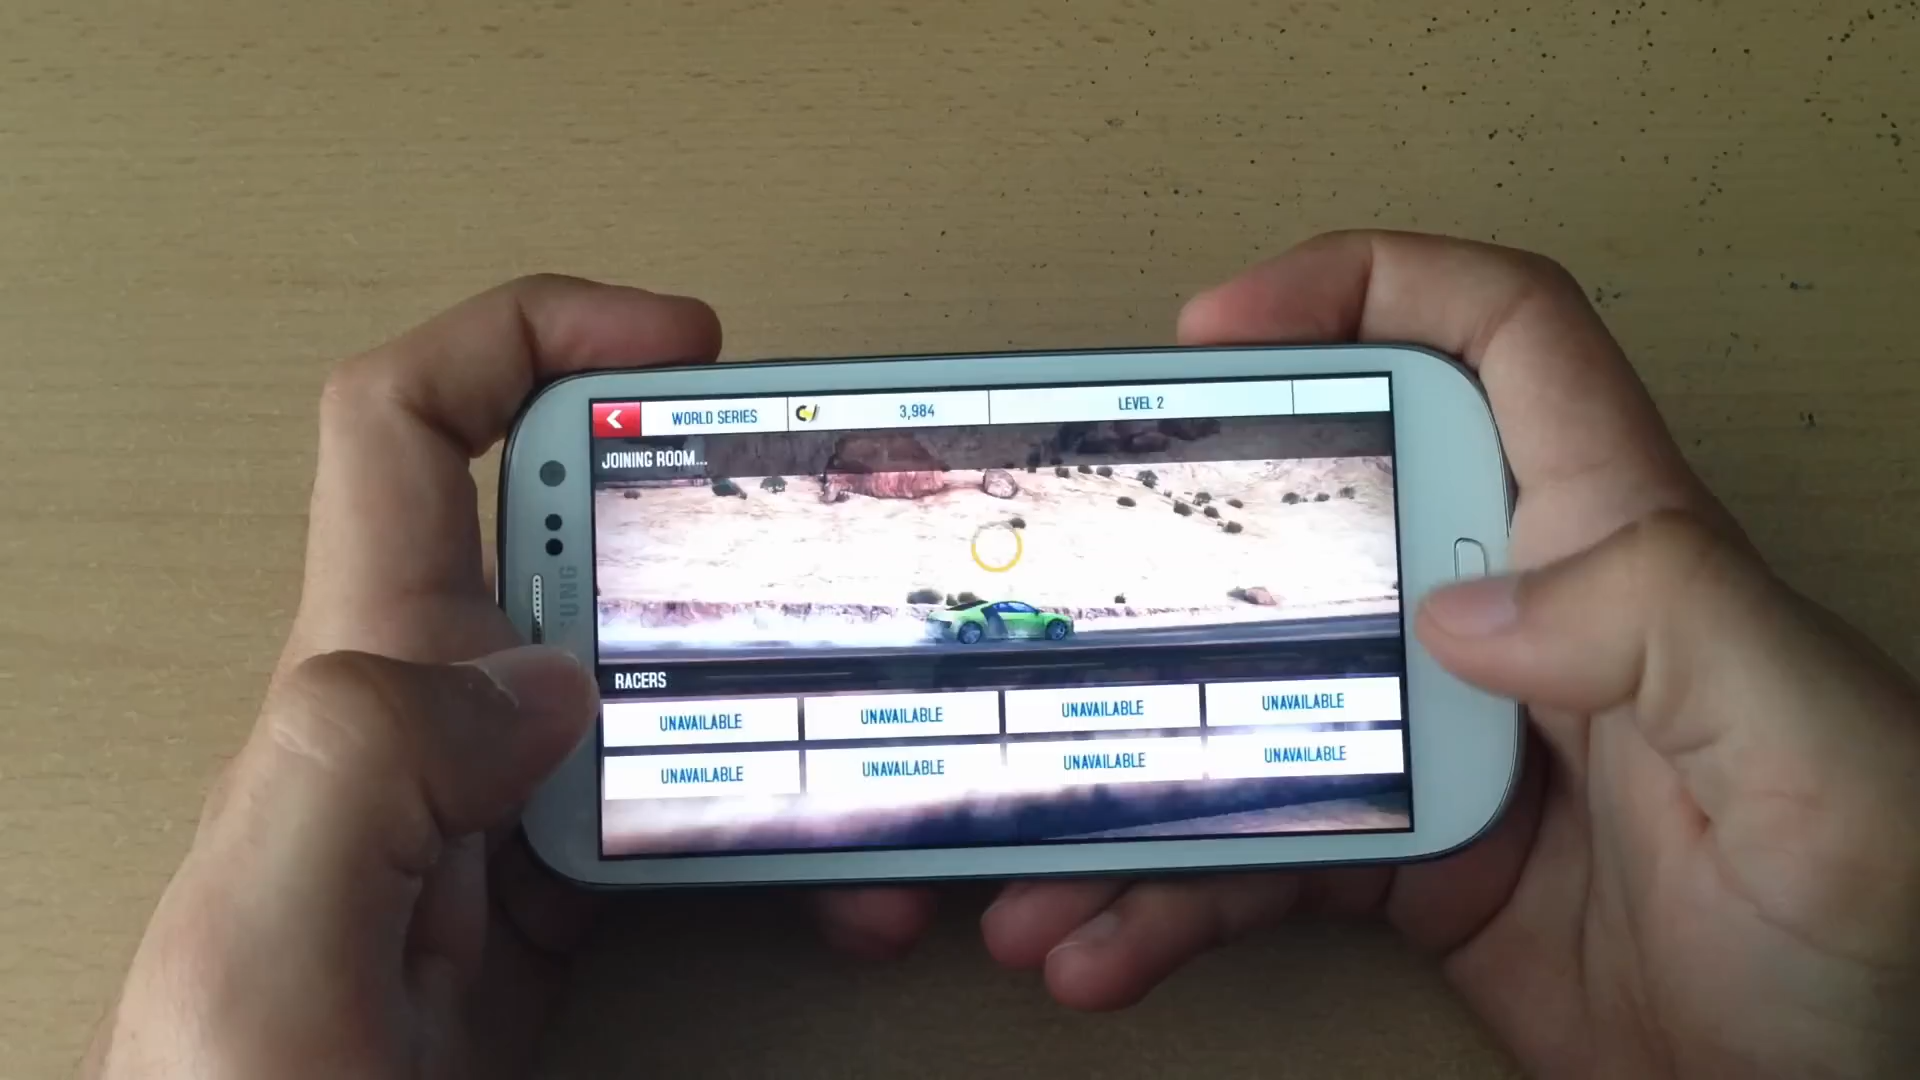 WORLD SERIES 3,984 LEVEL 2
JOINING ROOM...
RACERS
UNAVAILABLE UNAVAILABLE UNAVAILABLE UNAVAILABLE
UNAVAILABLE UNAVAILABLE UNAVAILABLE UNAVAILABLE